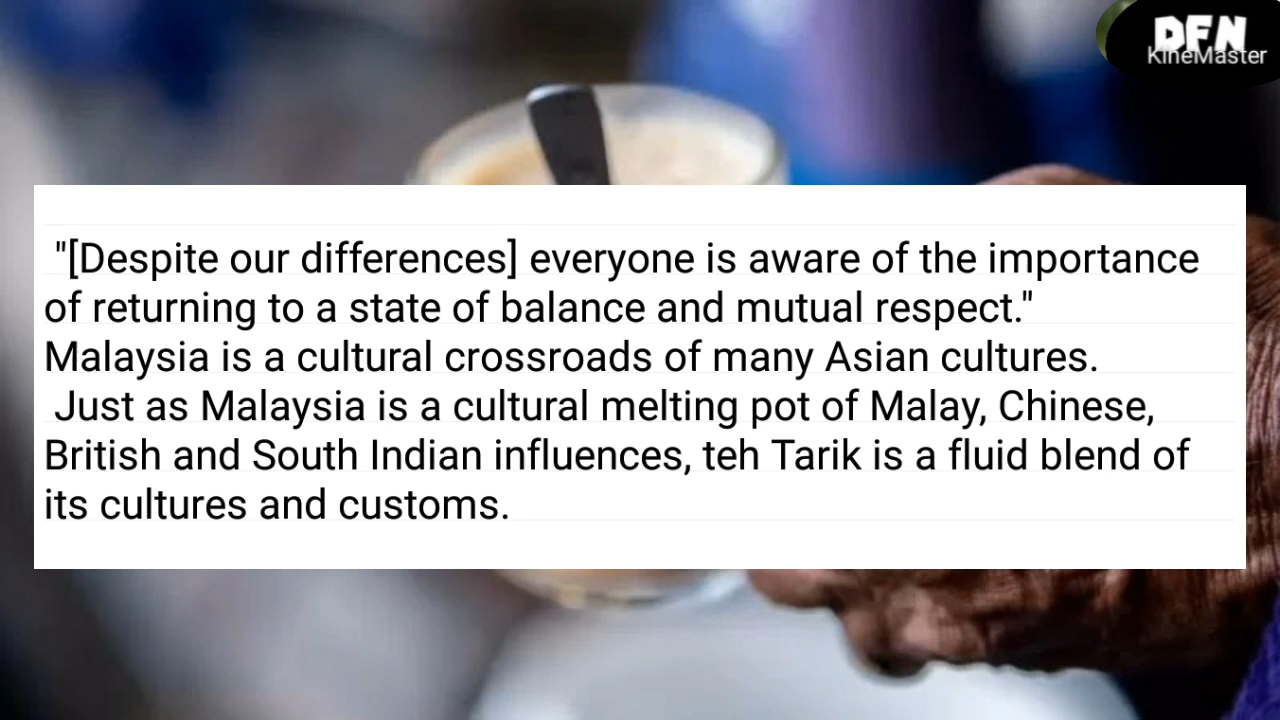 DFN
KineMaster
"[Despite our differences] everyone is aware of the importance
of returning to a state of balance and mutual respect."
Malaysia is a cultural crossroads of many Asian cultures.
Just as Malaysia is a cultural melting pot of Malay, Chinese,
British and South Indian influences, teh Tarik is a fluid blend of
its cultures and customs.